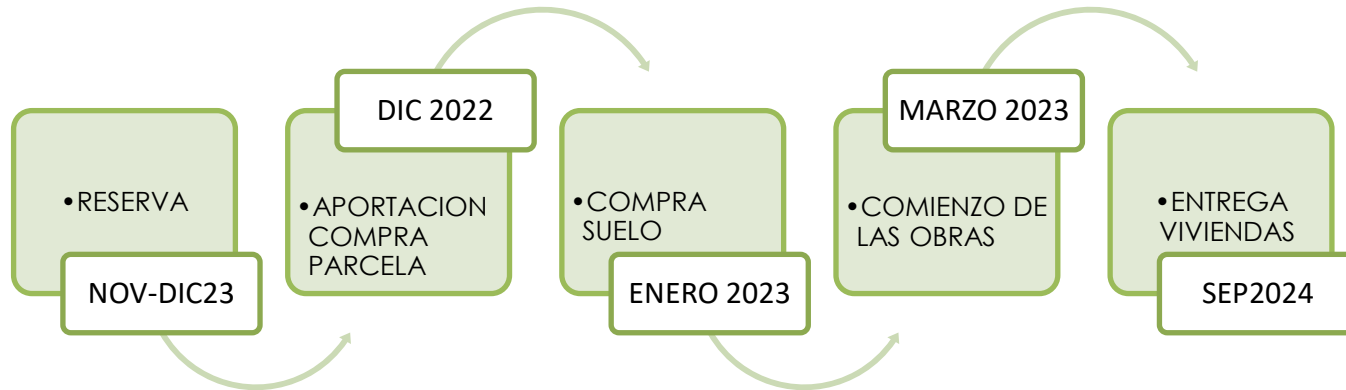 •RESERVA
NOV-DIC23
DIC 2022
•APORTACION
COMPRA
PARCELA
•COMPRA
SUELO
ENERO 2023
MARZO 2023
•COMIENZO DE
LAS OBRAS
•ENTREGA
VIVIENDAS
SEP2024